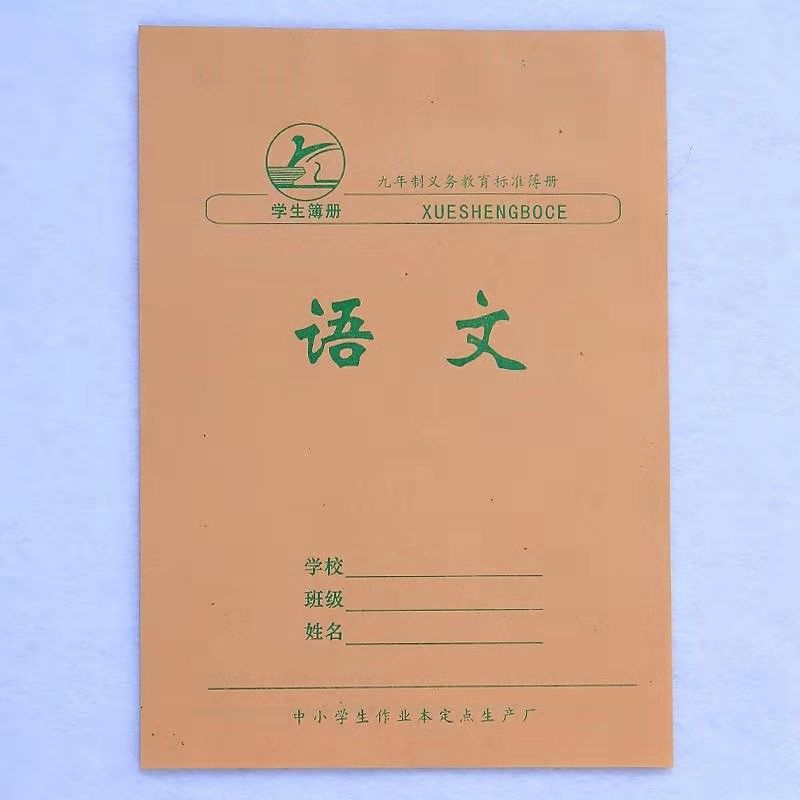 九年制义务教育标准薄册
学生簿册 XUESHENGBOCE
语 文
学校
班级
姓名
中小学生作业本定点生产厂